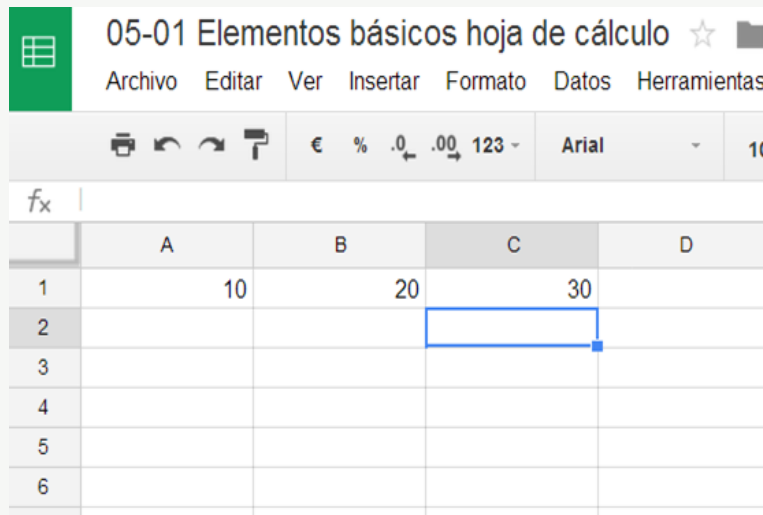 05-01 Elementos básicos hoja de cálculo
Archivo Editar Ver Insertar Formato Datos Herramientas
€ % .0 .00 123 Arial 10
fx
A B C D
1 10 20 30
2
3
4
5
6